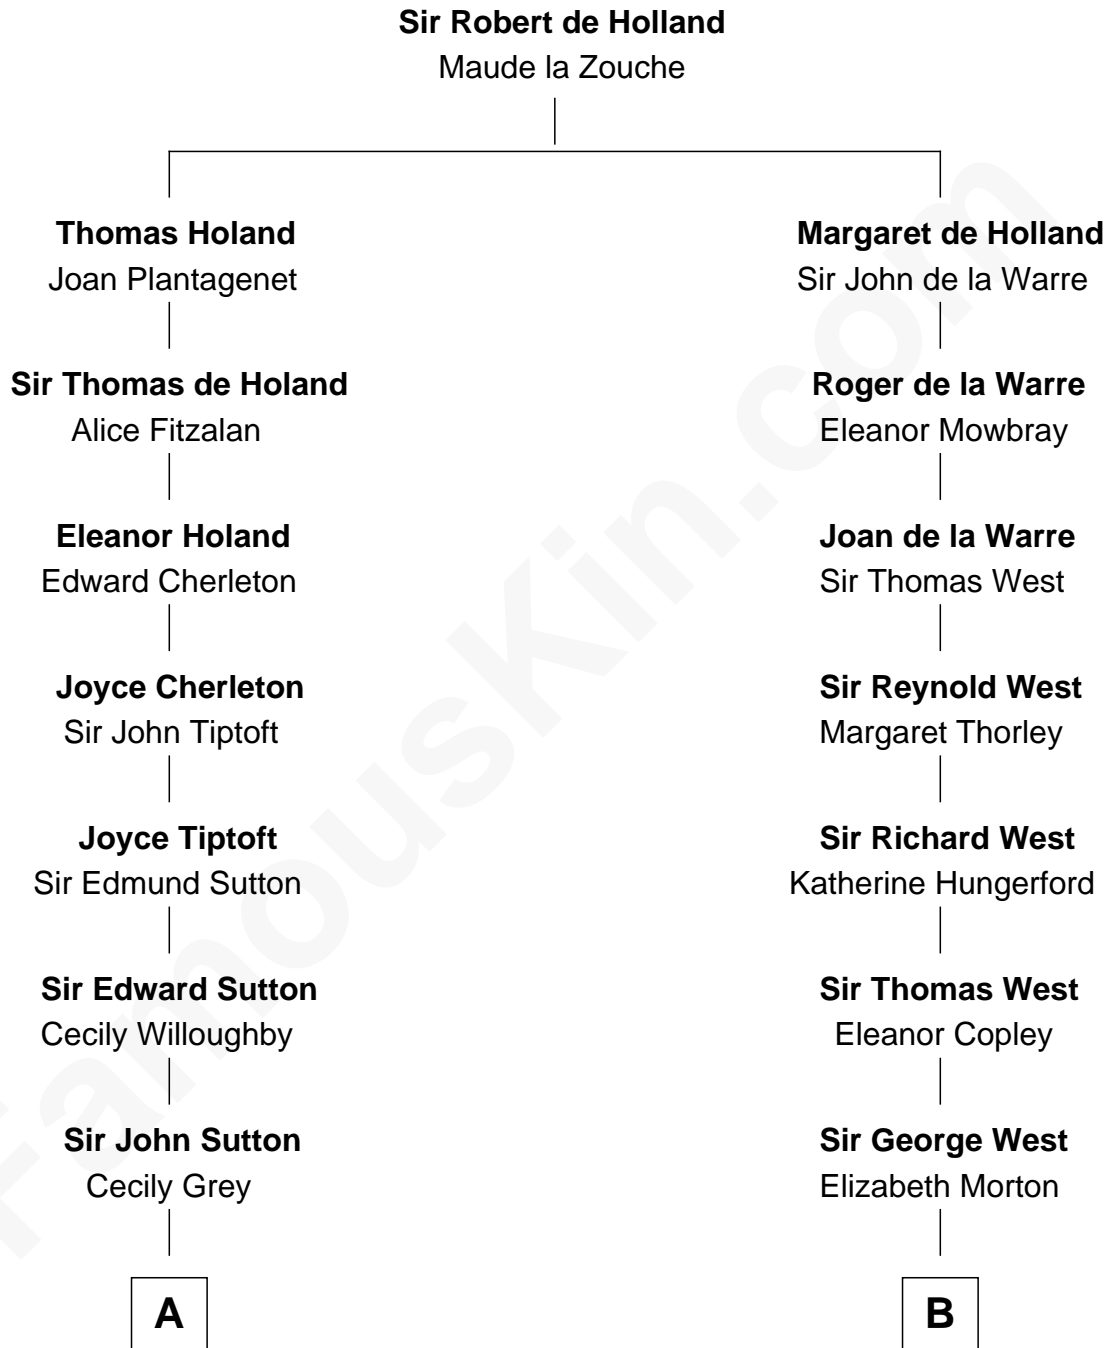 Sir Robert de Holland
Maude la Zouche
Thomas Holand
Joan Plantagenet
Margaret de Holland
Sir John de la Warre
Sir Thomas de Holand
Alice Fitzalan
Roger de la Warre
Eleanor Mowbray
Eleanor Holand
Edward Cherleton
Joan de la Warre
Sir Thomas West
Joyce Cherleton
Sir John Tiptoft
Sir Reynold West
Margaret Thorley
Joyce Tiptoft
Sir Edmund Sutton
Sir Richard West
Katherine Hungerford
Sir Edward Sutton
Cecily Willoughby
Sir Thomas West
Eleanor Copley
Sir John Sutton
Cecily Grey
Sir George West
Elizabeth Morton
A
B
FamousKin.com